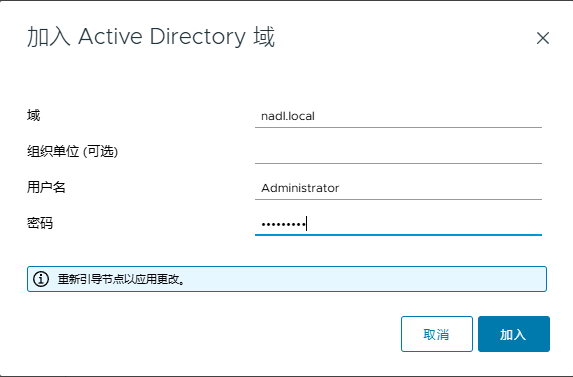 加入 Active Directory 域
域 nadl.local
组织单位 (可选)
用户名 Administrator
密码 •••••••••
重新引导节点以应用更改。
取消 加入